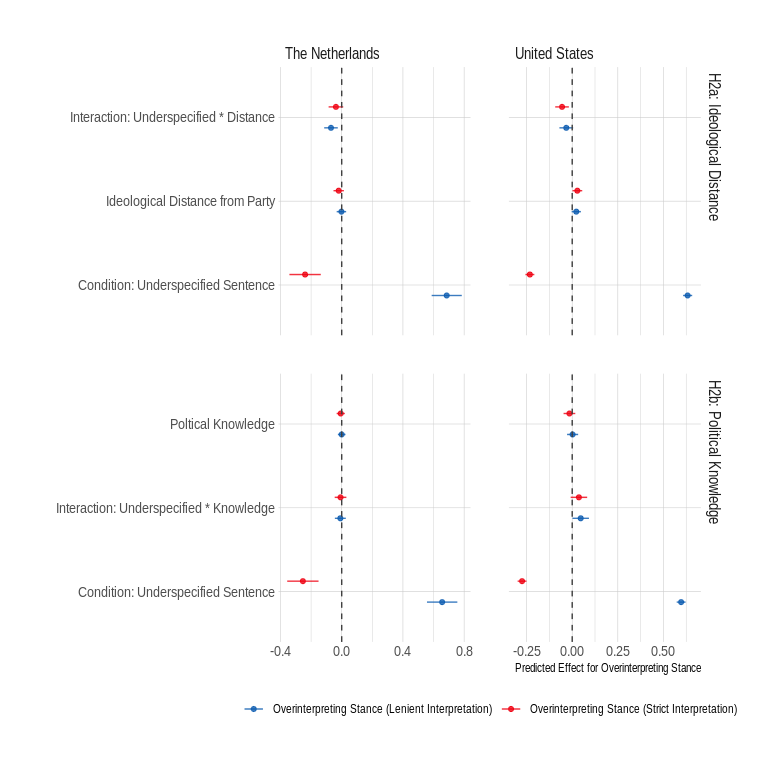 The Netherlands
United States
H2a: Ideological Distance
Interaction: Underspecified * Distance
Ideological Distance from Party
Condition: Underspecified Sentence
H2b: Political Knowledge
Poltical Knowledge
Interaction: Underspecified * Knowledge
Condition: Underspecified Sentence
-0.4 0.0 0.4 0.8
-0.25 0.00 0.25 0.50
Predicted Effect for Overinterpreting Stance
Overinterpreting Stance (Lenient Interpretation) Overinterpreting Stance (Strict Interpretation)